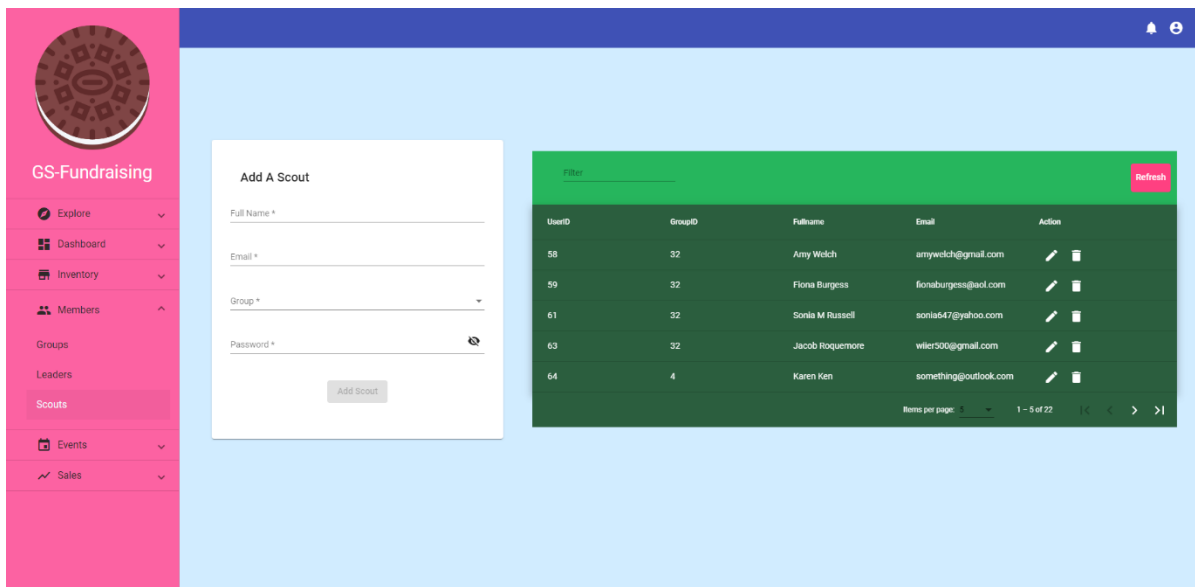 GS-Fundraising
Explore
Dashboard
Inventory
Members
Groups
Leaders
Scouts
Events
Sales
Add A Scout
Full Name *
Email *
Group *
Password *
Add Scout
Filter
Refresh
UserID GroupID Fullname Email Action
58 32 Amy Welch amywelch@gmail.com
59 32 Fiona Burgess fionaburgess@aol.com
61 32 Sonia M Russell sonia647@yahoo.com
63 32 Jacob Roquemore wiier500@gmail.com
64 4 Karen Ken something@outlook.com
Items per page: 5 1 – 5 of 22